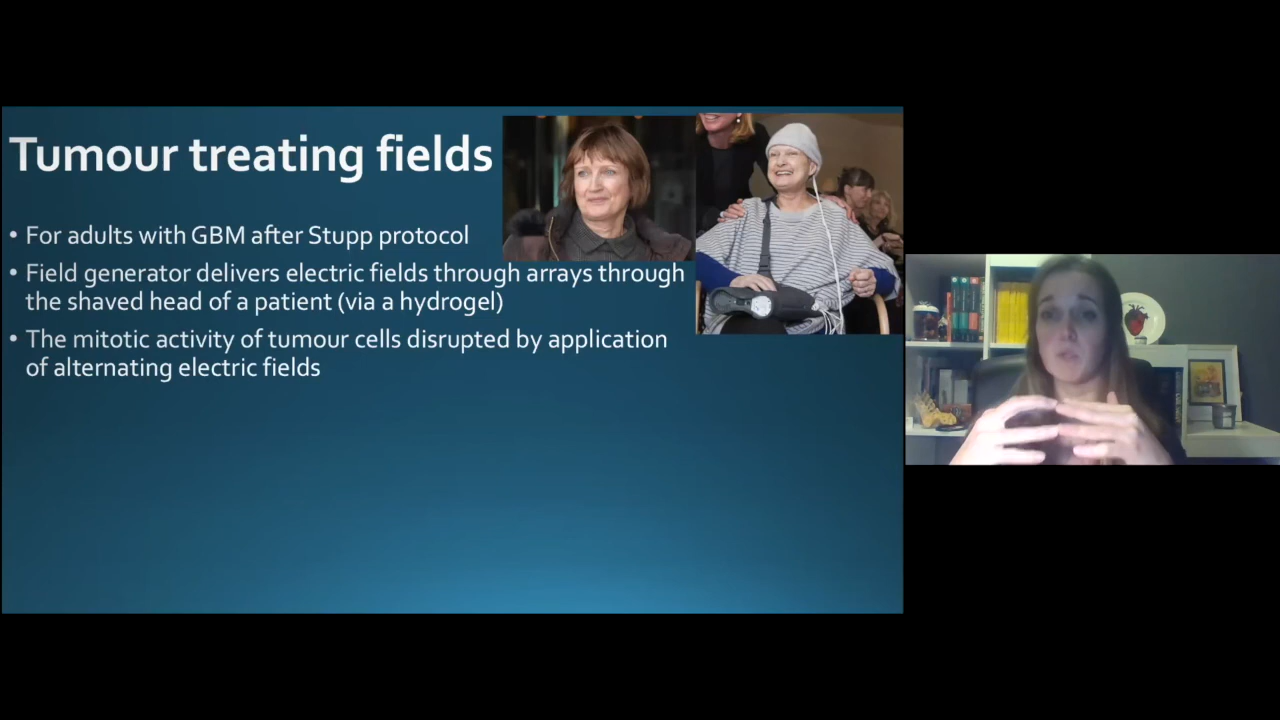 Tumour treating fields
• For adults with GBM after Stupp protocol
• Field generator delivers electric fields through arrays through
the shaved head of a patient (via a hydrogel)
• The mitotic activity of tumour cells disrupted by application
of alternating electric fields